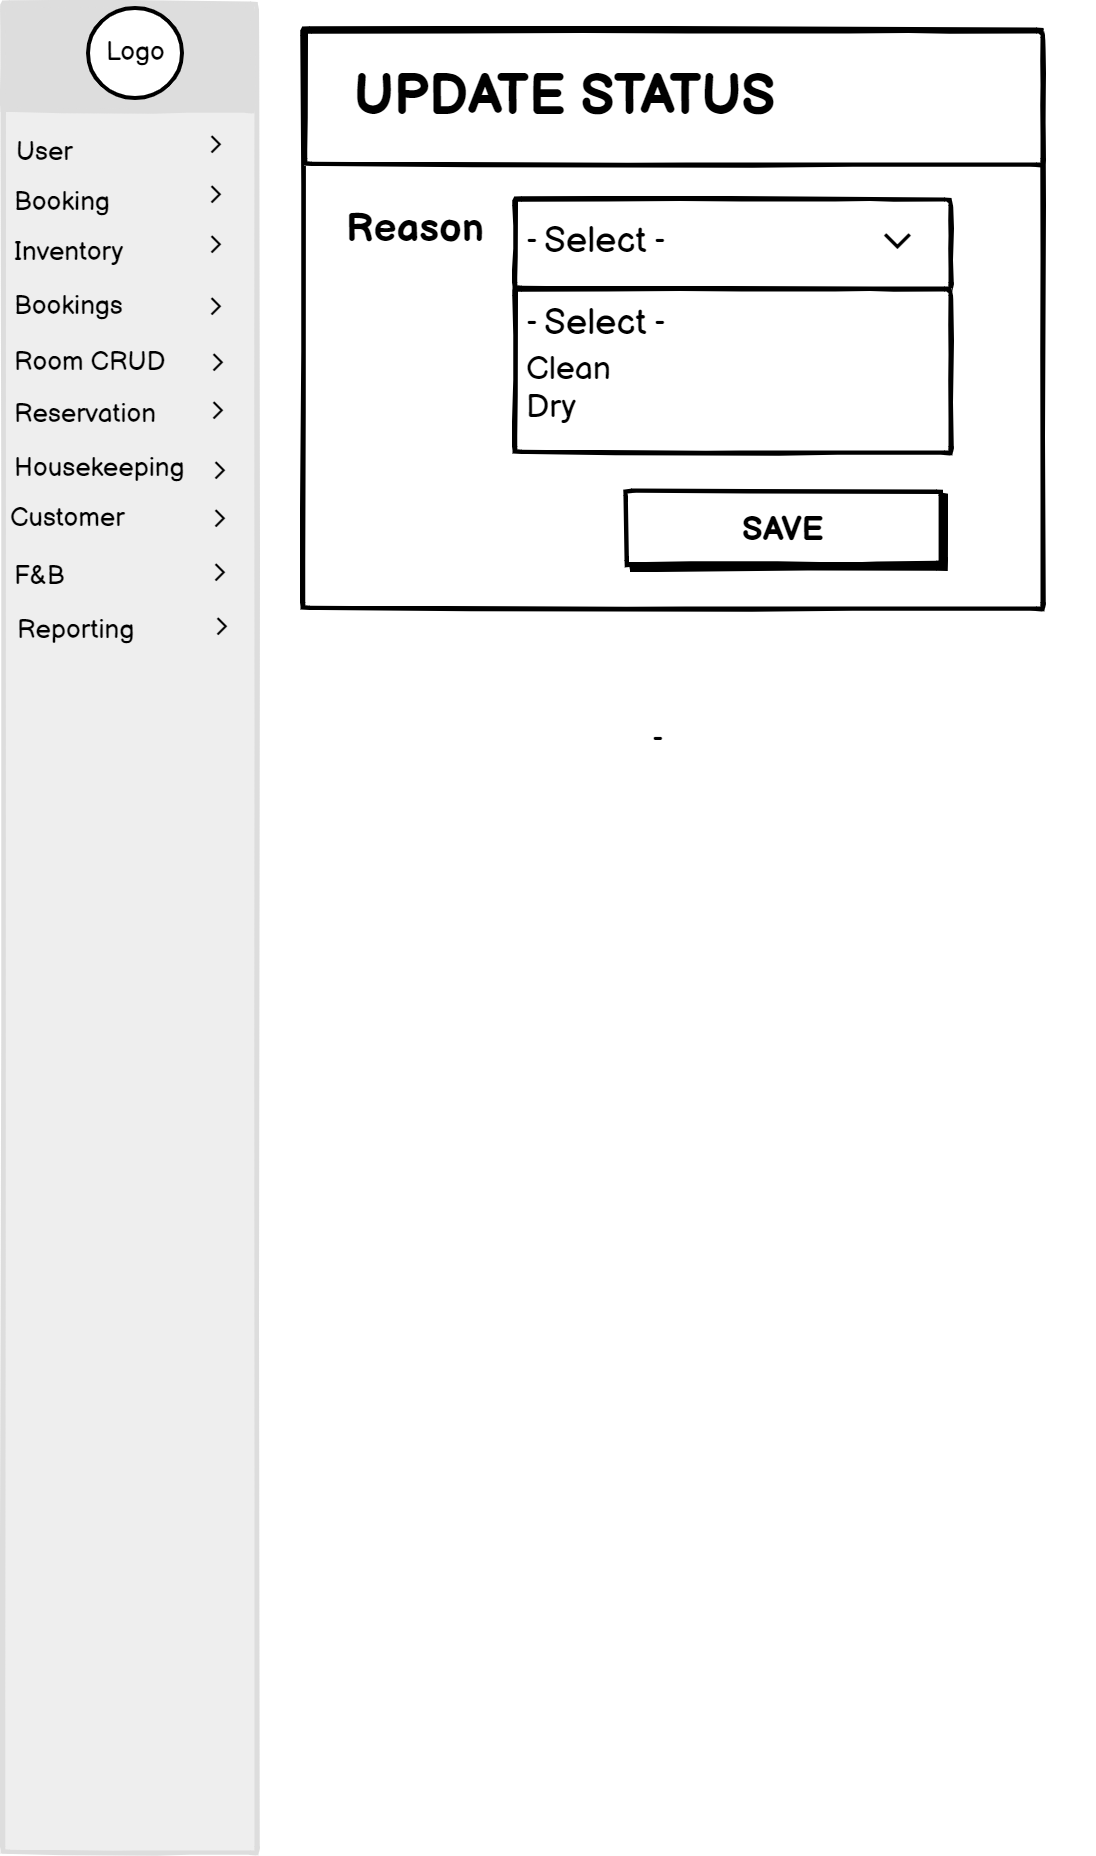 Logo
User
Booking
Inventory
Bookings
Room CRUD
Reservation
Housekeeping
Customer
F&B
Reporting
UPDATE STATUS
Reason
- Select -
- Select -
Clean
Dry
SAVE
-